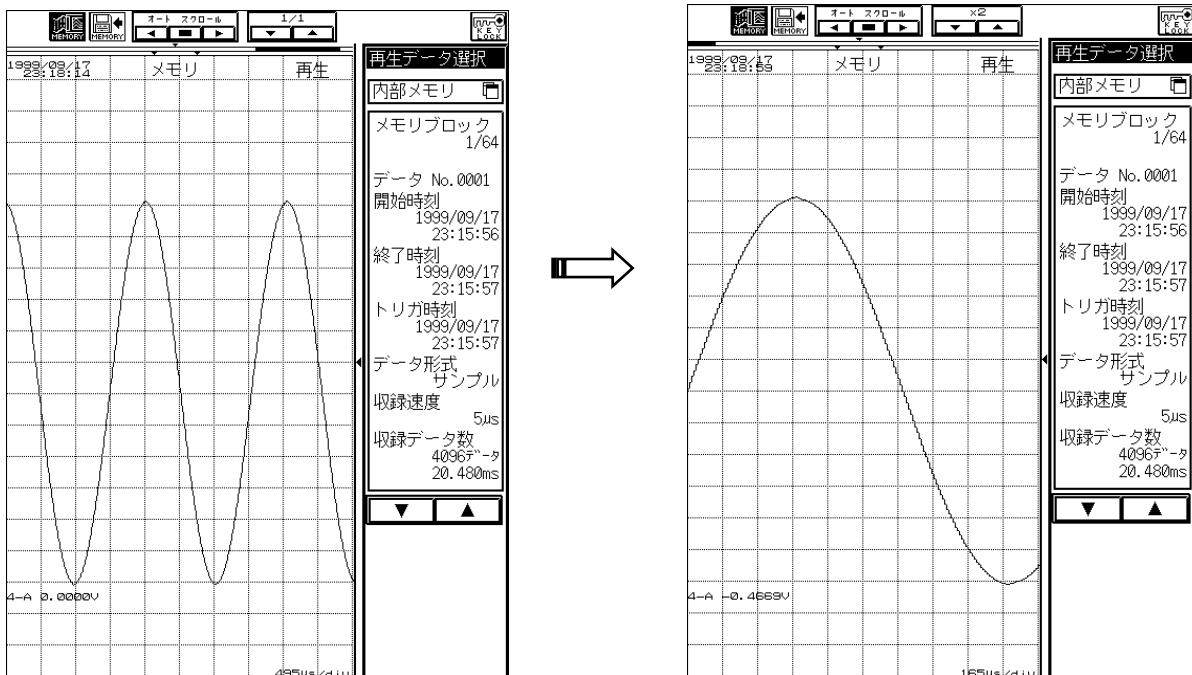 MEMORY
MEMORY
オート スクロール
1/1
KEY
LOCK
1999/09/17
23:18:14
メモリ
再生
4-A 0.0000V
495μs/div
再生データ選択
内部メモリ
メモリブロック
1/64
データ No.0001
開始時刻
1999/09/17
23:15:56
終了時刻
1999/09/17
23:15:57
トリガ時刻
1999/09/17
23:15:57
データ形式
サンプル
収録速度
5μs
収録データ数
4096データ
20.480ms
MEMORY
MEMORY
オート スクロール
×2
KEY
LOCK
1999/09/17
23:18:59
メモリ
再生
4-A -0.4669V
165μs/div
再生データ選択
内部メモリ
メモリブロック
1/64
データ No.0001
開始時刻
1999/09/17
23:15:56
終了時刻
1999/09/17
23:15:57
トリガ時刻
1999/09/17
23:15:57
データ形式
サンプル
収録速度
5μs
収録データ数
4096データ
20.480ms